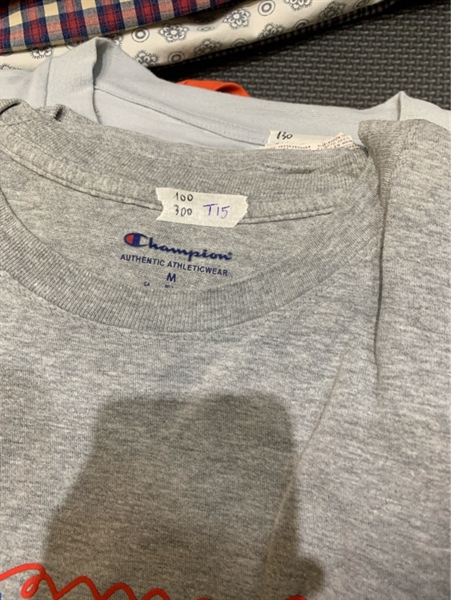 130
100
300 T15
Champion
AUTHENTIC ATHLETICWEAR
M